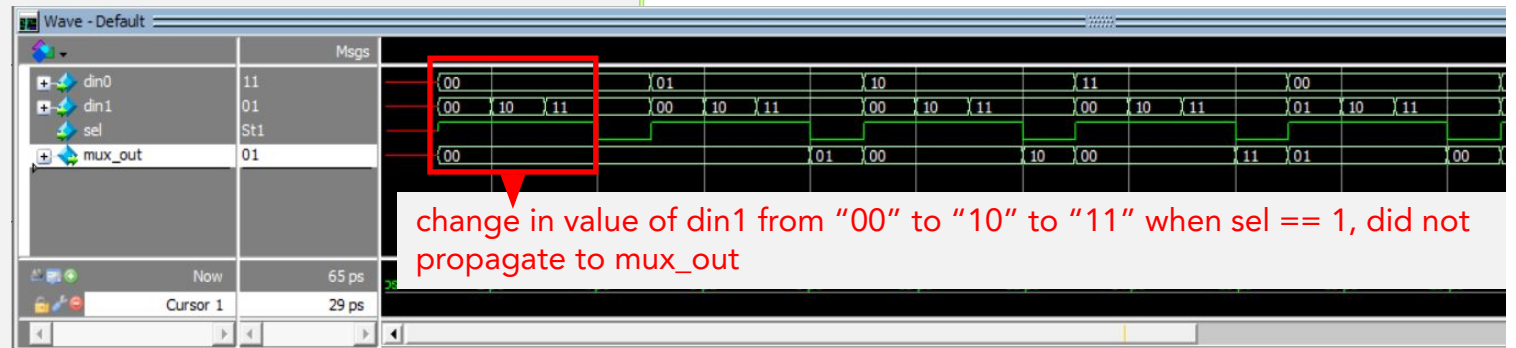 Wave - Default
Msgs
din0 11 00 01 10 11 00
din1 01 00 10 11 00 10 11 00 10 11 00 10 11 01 10 11
sel St1
mux_out 01 00 01 00 10 00 11 01 00
change in value of din1 from “00” to “10” to “11” when sel == 1, did not
propagate to mux_out
Now 65 ps
Cursor 1 29 ps